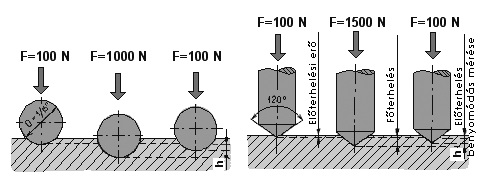 F=100 N
F=1000 N
F=100 N
D = 1/16"
h
F=100 N
F=1500 N
F=100 N
120°
Előterhelési erő
Főterhelés
Előterhelés
benyomódás mérése
h